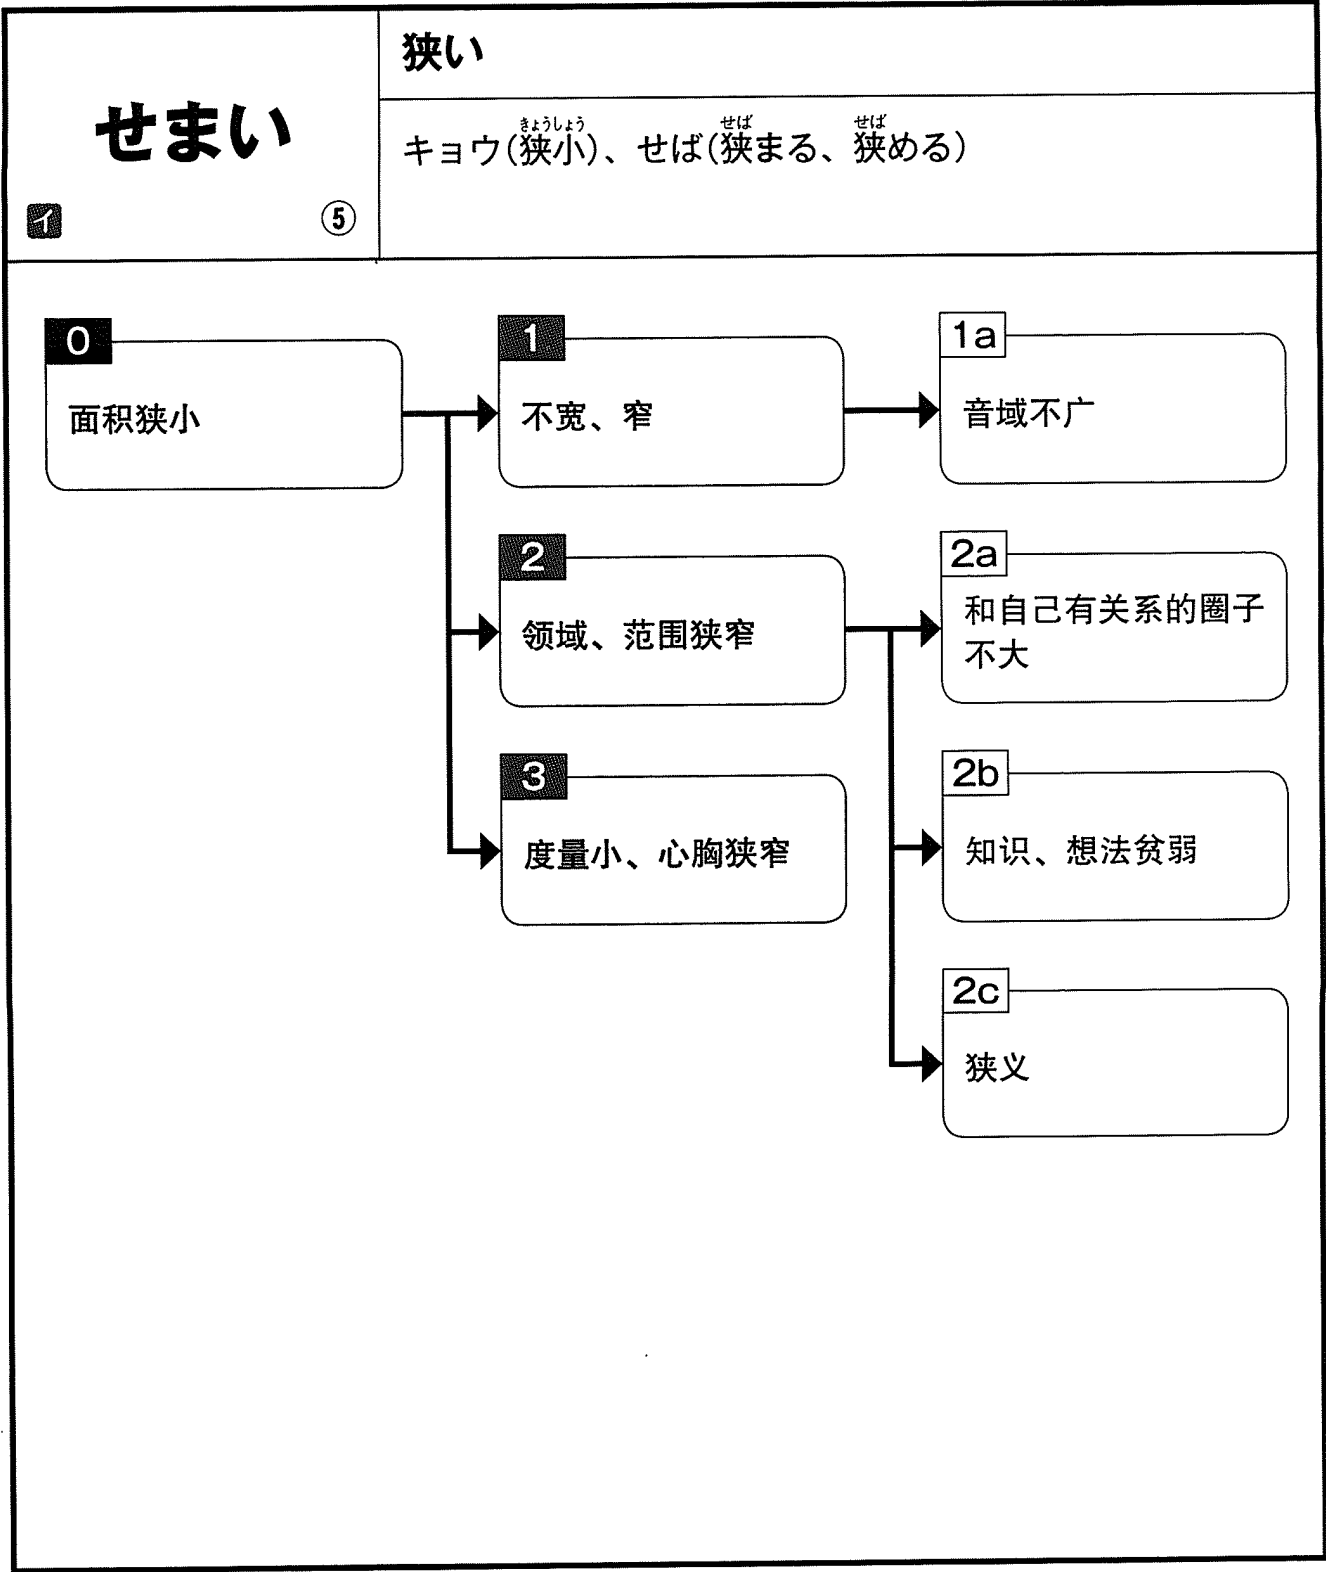 せまい
イ
⑤
狭い
きょうしょう せば せば
キョウ(狭小)、せば(狭まる、狭める)
0
面积狭小
1
不宽、窄
1a
音域不广
2
领域、范围狭窄
2a
和自己有关系的圈子
不大
3
度量小、心胸狭窄
2b
知识、想法贫弱
2c
狭义